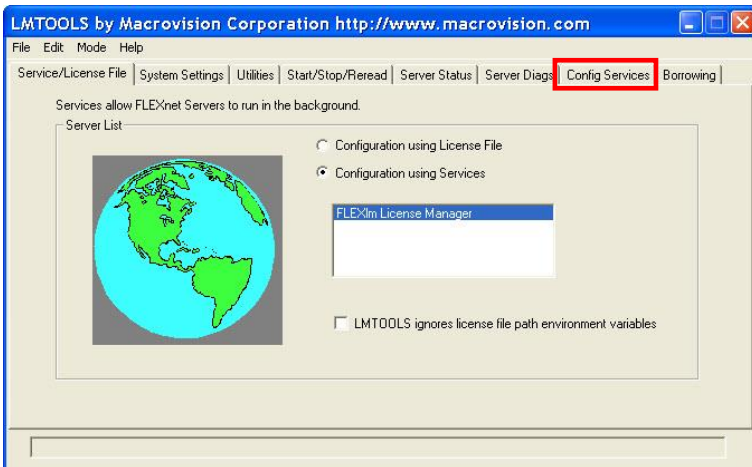 LMTOOLS by Macrovision Corporation http://www.macrovision.com
File Edit Mode Help
Service/License File System Settings Utilities Start/Stop/Reread Server Status Server Diags Config Services Borrowing
Services allow FLEXnet Servers to run in the background.
Server List
Configuration using License File
Configuration using Services
FLEXlm License Manager
LMTOOLS ignores license file path environment variables